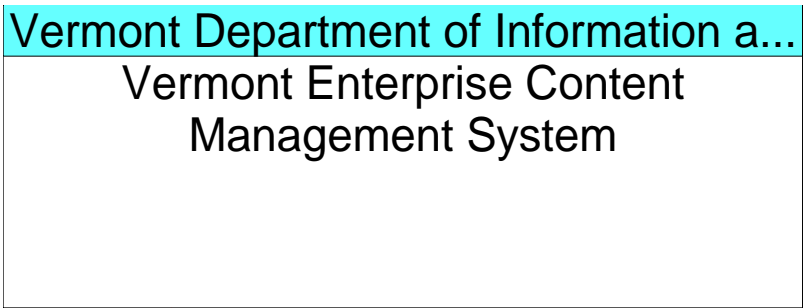 Vermont Department of Information a...
Vermont Enterprise Content
Management System